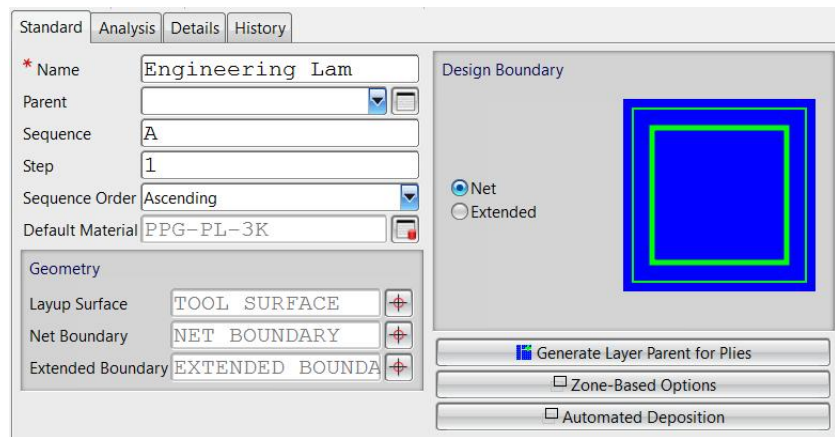 Standard Analysis Details History
* Name Engineering Lam
Parent
Sequence A
Step 1
Sequence Order Ascending
Default Material PPG-PL-3K
Geometry
Layup Surface TOOL SURFACE
Net Boundary NET BOUNDARY
Extended Boundary EXTENDED BOUNDA
Design Boundary
Net
Extended
Generate Layer Parent for Plies
Zone-Based Options
Automated Deposition